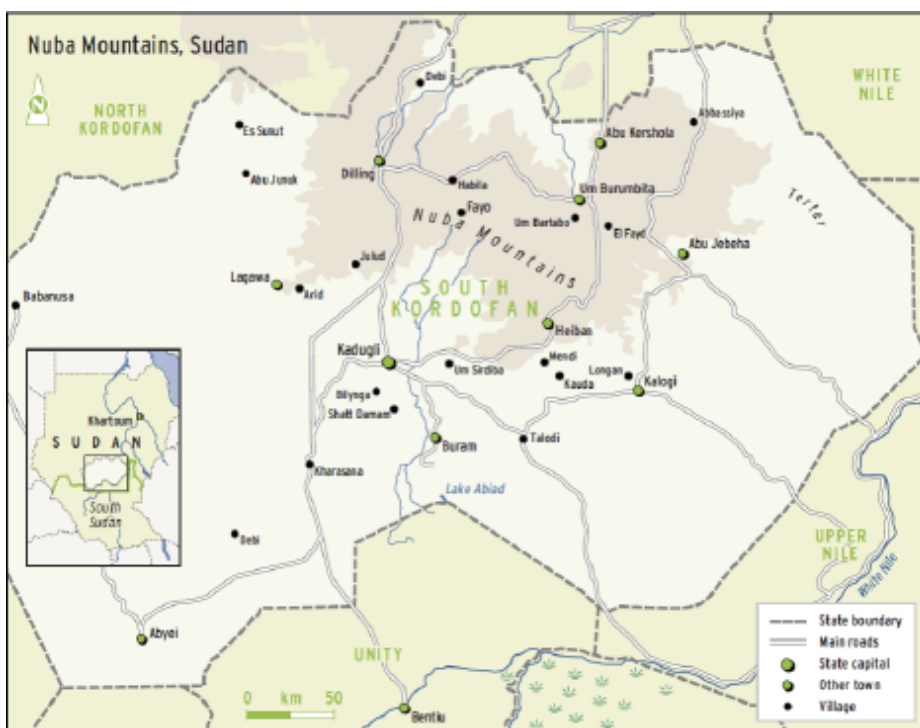 Nuba Mountains, Sudan
N
NORTH
KORDOFAN
WHITE
NILE
Debi
Es Sunut
Abbassiya
Abu Kershola
Dilling
Abu Junuk
Habila
Um Burumbita
Fayo
Um Bartabo
El Fayd
Terter
Nuba Mountains
Abu Jebeha
Julud
Lagawa
Arid
SOUTH
KORDOFAN
Babanusa
Heiban
Kadugli
Um Sirdiba
Mendi
Kauda
Longan
Kalogi
Bilynga
Shatt Damam
Khartoum
SUDAN
South
Sudan
Buram
Talodi
Kharasana
Lake Abiad
Debi
UPPER
NILE
White Nile
Abyei
UNITY
Bentiu
0 km 50
State boundary
Main roads
State capital
Other town
Village